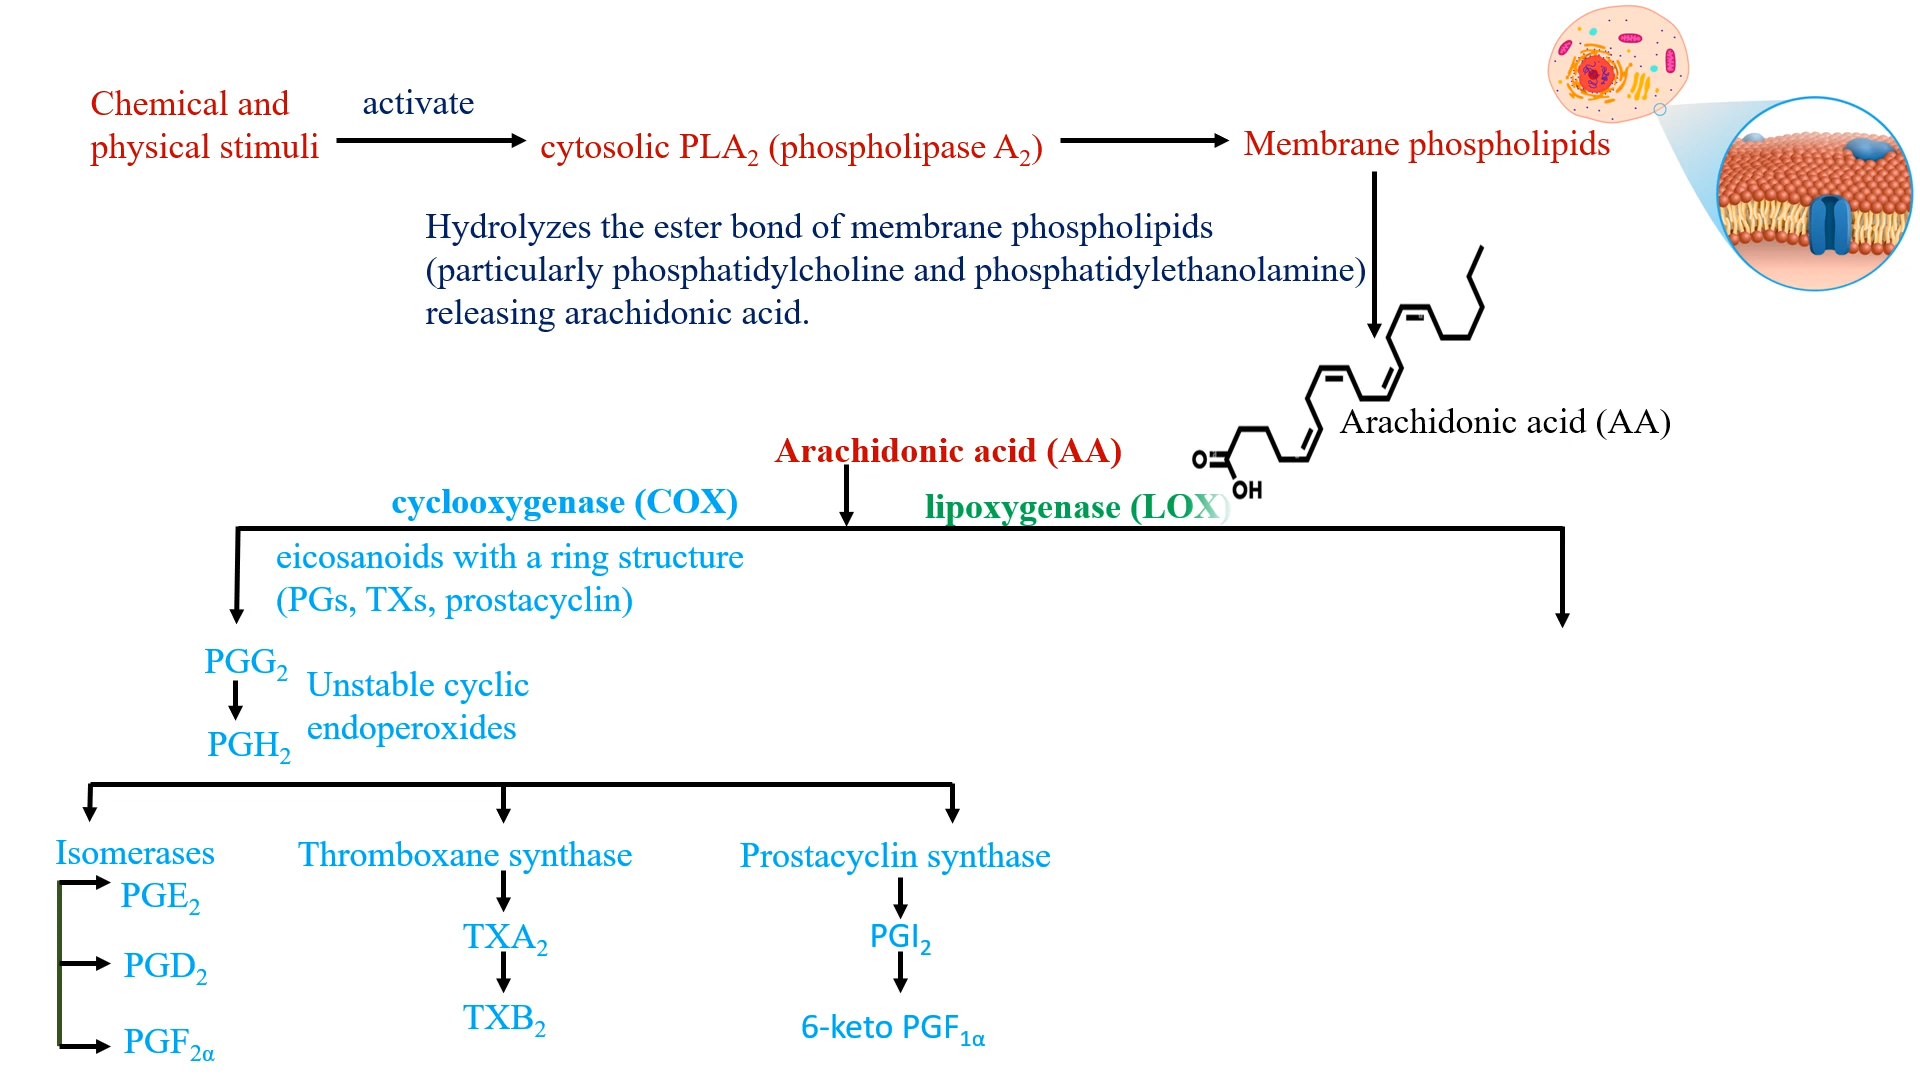 Chemical and
physical stimuli
activate
cytosolic PLA₂ (phospholipase A₂)
Membrane phospholipids
Hydrolyzes the ester bond of membrane phospholipids
(particularly phosphatidylcholine and phosphatidylethanolamine)
releasing arachidonic acid.
O
OH
Arachidonic acid (AA)
Arachidonic acid (AA)
cyclooxygenase (COX)
lipoxygenase (LOX)
eicosanoids with a ring structure
(PGs, TXs, prostacyclin)
PGG₂
Unstable cyclic
endoperoxides
PGH₂
Isomerases
Thromboxane synthase
Prostacyclin synthase
PGE₂
PGD₂
PGF₂α
TXA₂
TXB₂
PGI₂
6-keto PGF₁α